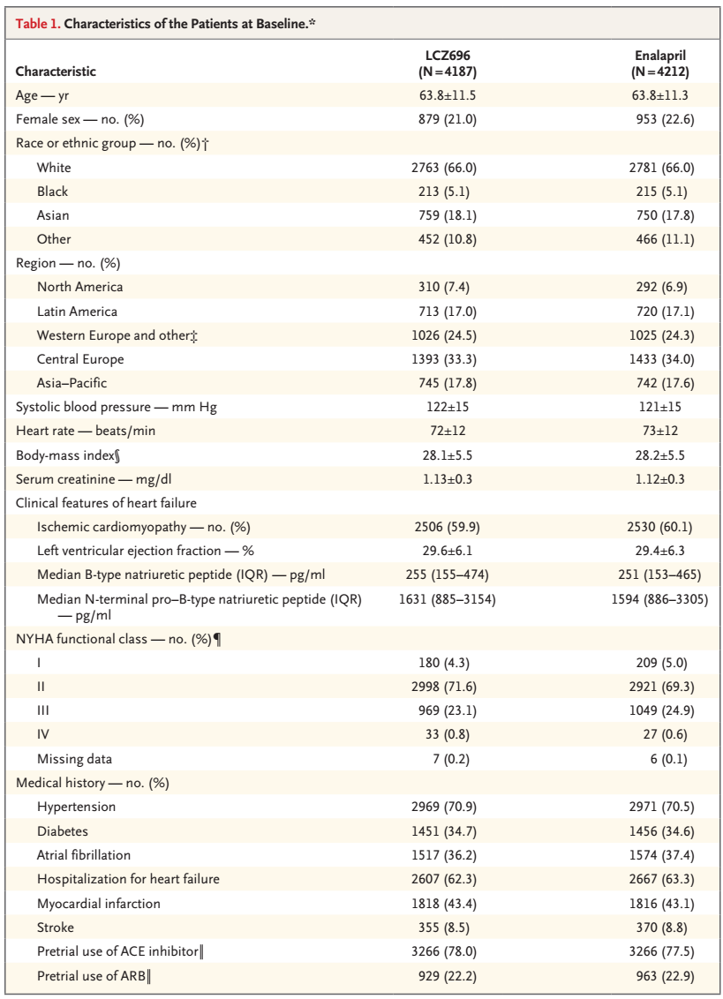 Table 1. Characteristics of the Patients at Baseline.*
Characteristic LCZ696 (N=4187) Enalapril (N=4212)
Age — yr 63.8±11.5 63.8±11.3
Female sex — no. (%) 879 (21.0) 953 (22.6)
Race or ethnic group — no. (%)†
White 2763 (66.0) 2781 (66.0)
Black 213 (5.1) 215 (5.1)
Asian 759 (18.1) 750 (17.8)
Other 452 (10.8) 466 (11.1)
Region — no. (%)
North America 310 (7.4) 292 (6.9)
Latin America 713 (17.0) 720 (17.1)
Western Europe and other‡ 1026 (24.5) 1025 (24.3)
Central Europe 1393 (33.3) 1433 (34.0)
Asia–Pacific 745 (17.8) 742 (17.6)
Systolic blood pressure — mm Hg 122±15 121±15
Heart rate — beats/min 72±12 73±12
Body-mass index§ 28.1±5.5 28.2±5.5
Serum creatinine — mg/dl 1.13±0.3 1.12±0.3
Clinical features of heart failure
Ischemic cardiomyopathy — no. (%) 2506 (59.9) 2530 (60.1)
Left ventricular ejection fraction — % 29.6±6.1 29.4±6.3
Median B-type natriuretic peptide (IQR) — pg/ml 255 (155–474) 251 (153–465)
Median N-terminal pro–B-type natriuretic peptide (IQR) 1631 (885–3154) 1594 (886–3305)
— pg/ml
NYHA functional class — no. (%)¶
I 180 (4.3) 209 (5.0)
II 2998 (71.6) 2921 (69.3)
III 969 (23.1) 1049 (24.9)
IV 33 (0.8) 27 (0.6)
Missing data 7 (0.2) 6 (0.1)
Medical history — no. (%)
Hypertension 2969 (70.9) 2971 (70.5)
Diabetes 1451 (34.7) 1456 (34.6)
Atrial fibrillation 1517 (36.2) 1574 (37.4)
Hospitalization for heart failure 2607 (62.3) 2667 (63.3)
Myocardial infarction 1818 (43.4) 1816 (43.1)
Stroke 355 (8.5) 370 (8.8)
Pretrial use of ACE inhibitor‖ 3266 (78.0) 3266 (77.5)
Pretrial use of ARB‖ 929 (22.2) 963 (22.9)